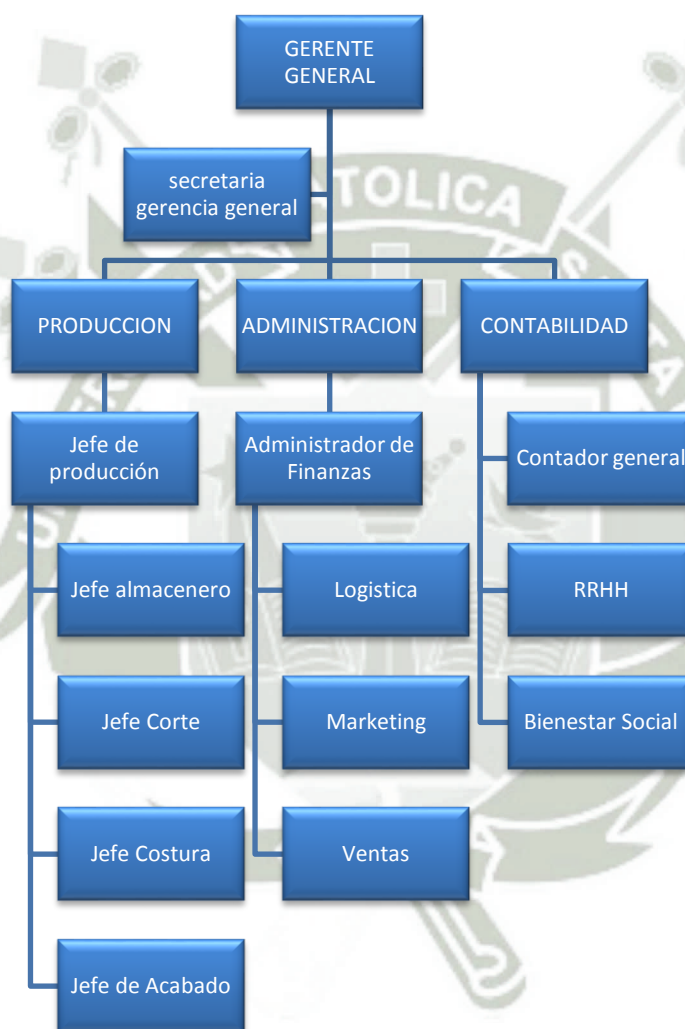 GERENTE
GENERAL
secretaria
gerencia general
PRODUCCION
ADMINISTRACION
CONTABILIDAD
Jefe de
producción
Administrador de
Finanzas
Contador general
Jefe almacenero
Logistica
RRHH
Jefe Corte
Marketing
Bienestar Social
Jefe Costura
Ventas
Jefe de Acabado